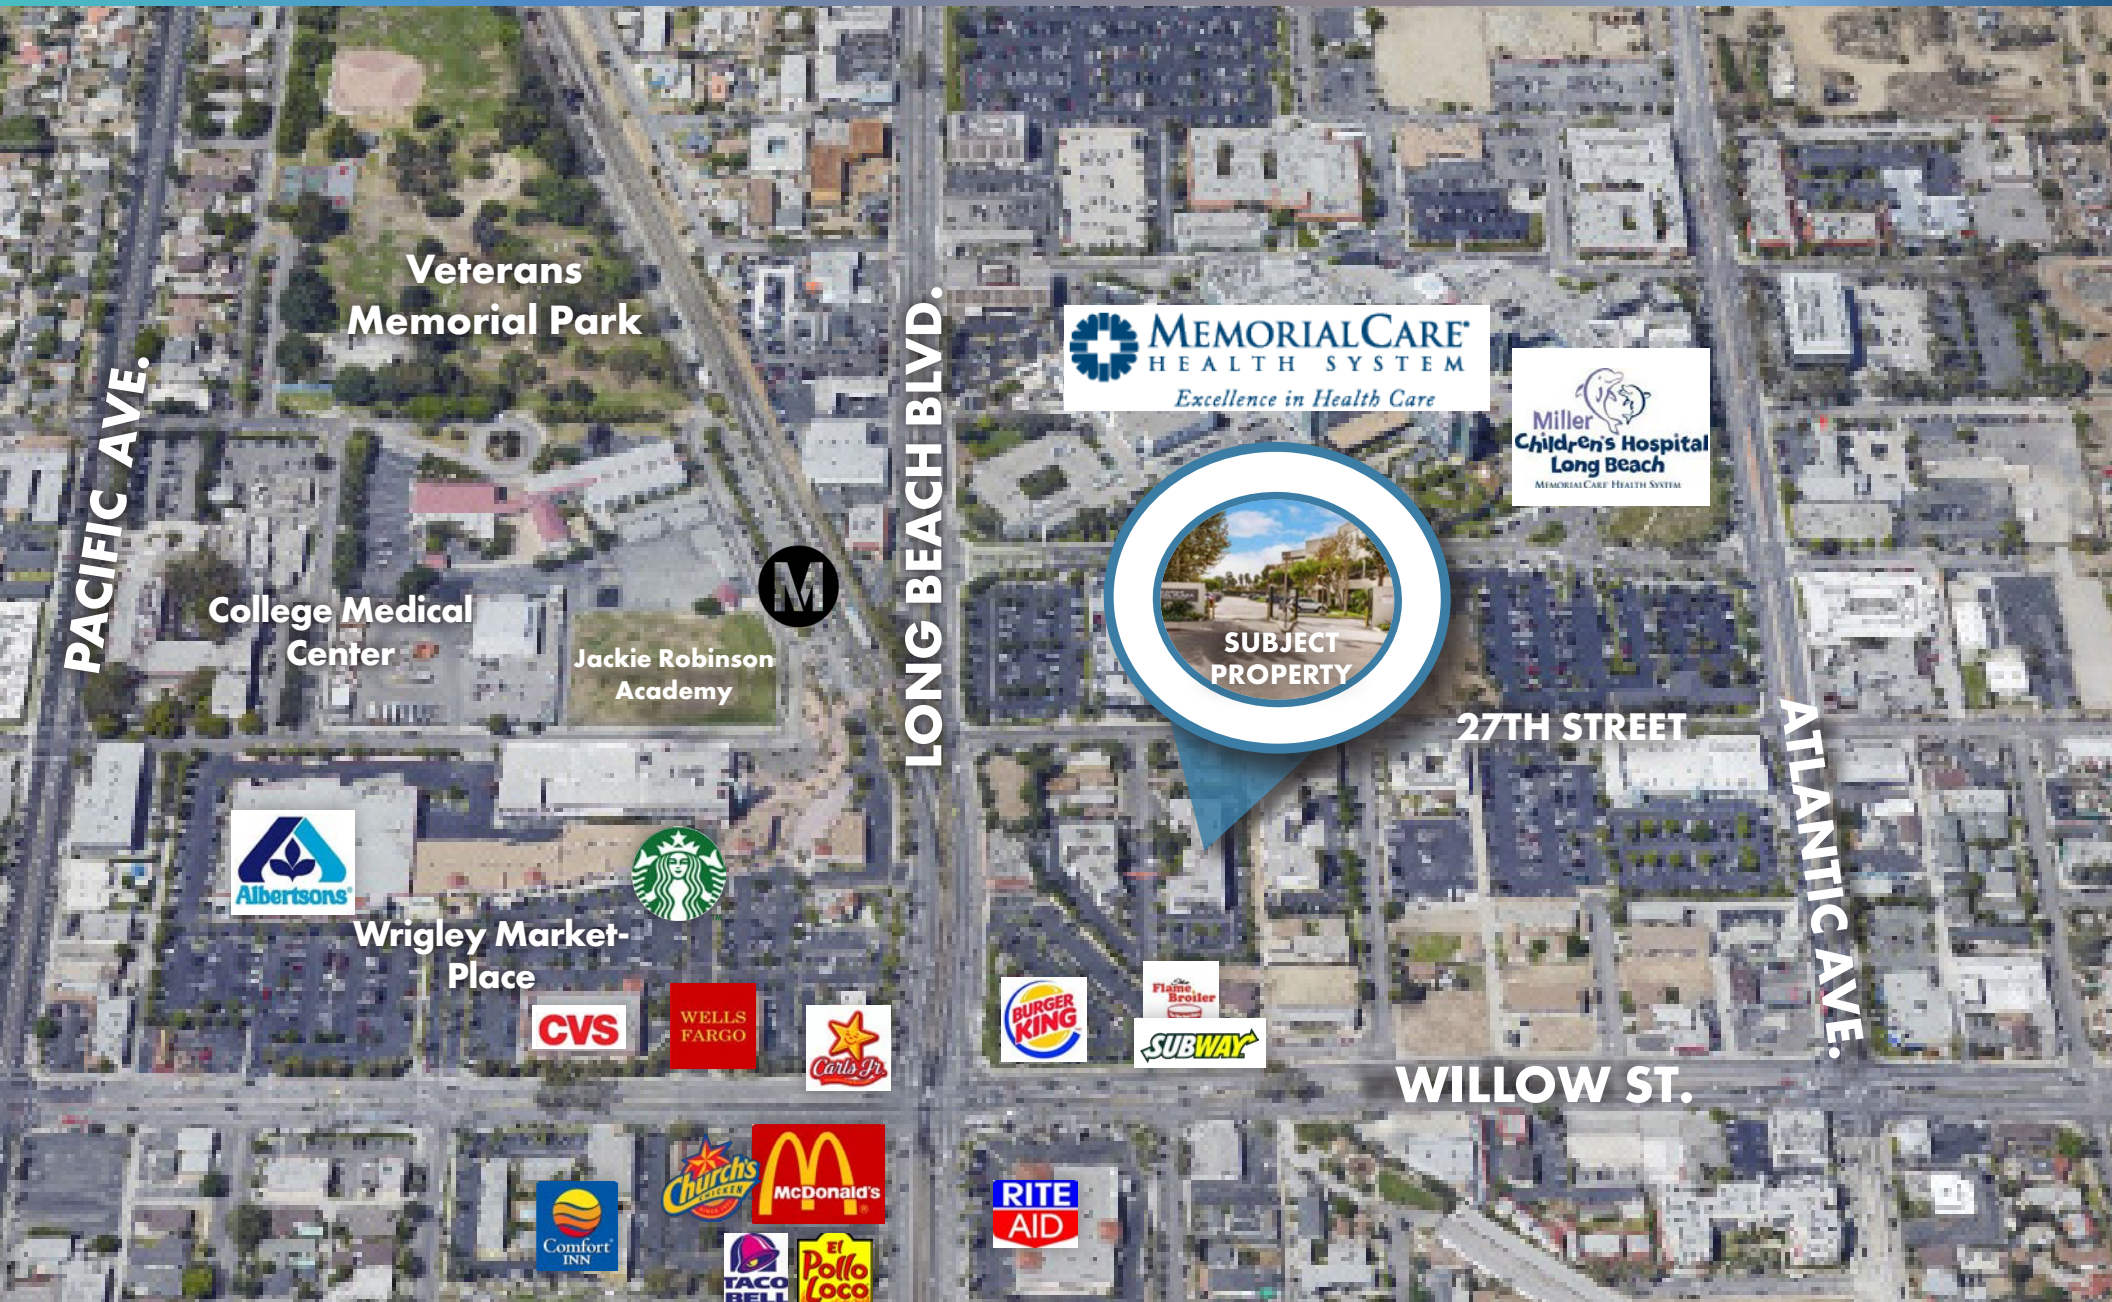 Veterans
Memorial Park
PACIFIC AVE.
LONG BEACH BLVD.
MEMORIALCARE
HEALTH SYSTEM
Excellence in Health Care
Miller
Children's Hospital
Long Beach
MEMORIALCARE HEALTH SYSTEM
M
College Medical
Center
Jackie Robinson
Academy
SUBJECT
PROPERTY
27TH STREET
ATLANTIC AVE.
Albertsons
Wrigley Market-
Place
CVS
WELLS
FARGO
Carl's Jr.
BURGER
KING
The
Flame
Broiler
SUBWAY
WILLOW ST.
Church's
CHICKEN
McDonald's
Comfort
INN
TACO
BELL
El
Pollo
Loco
RITE
AID